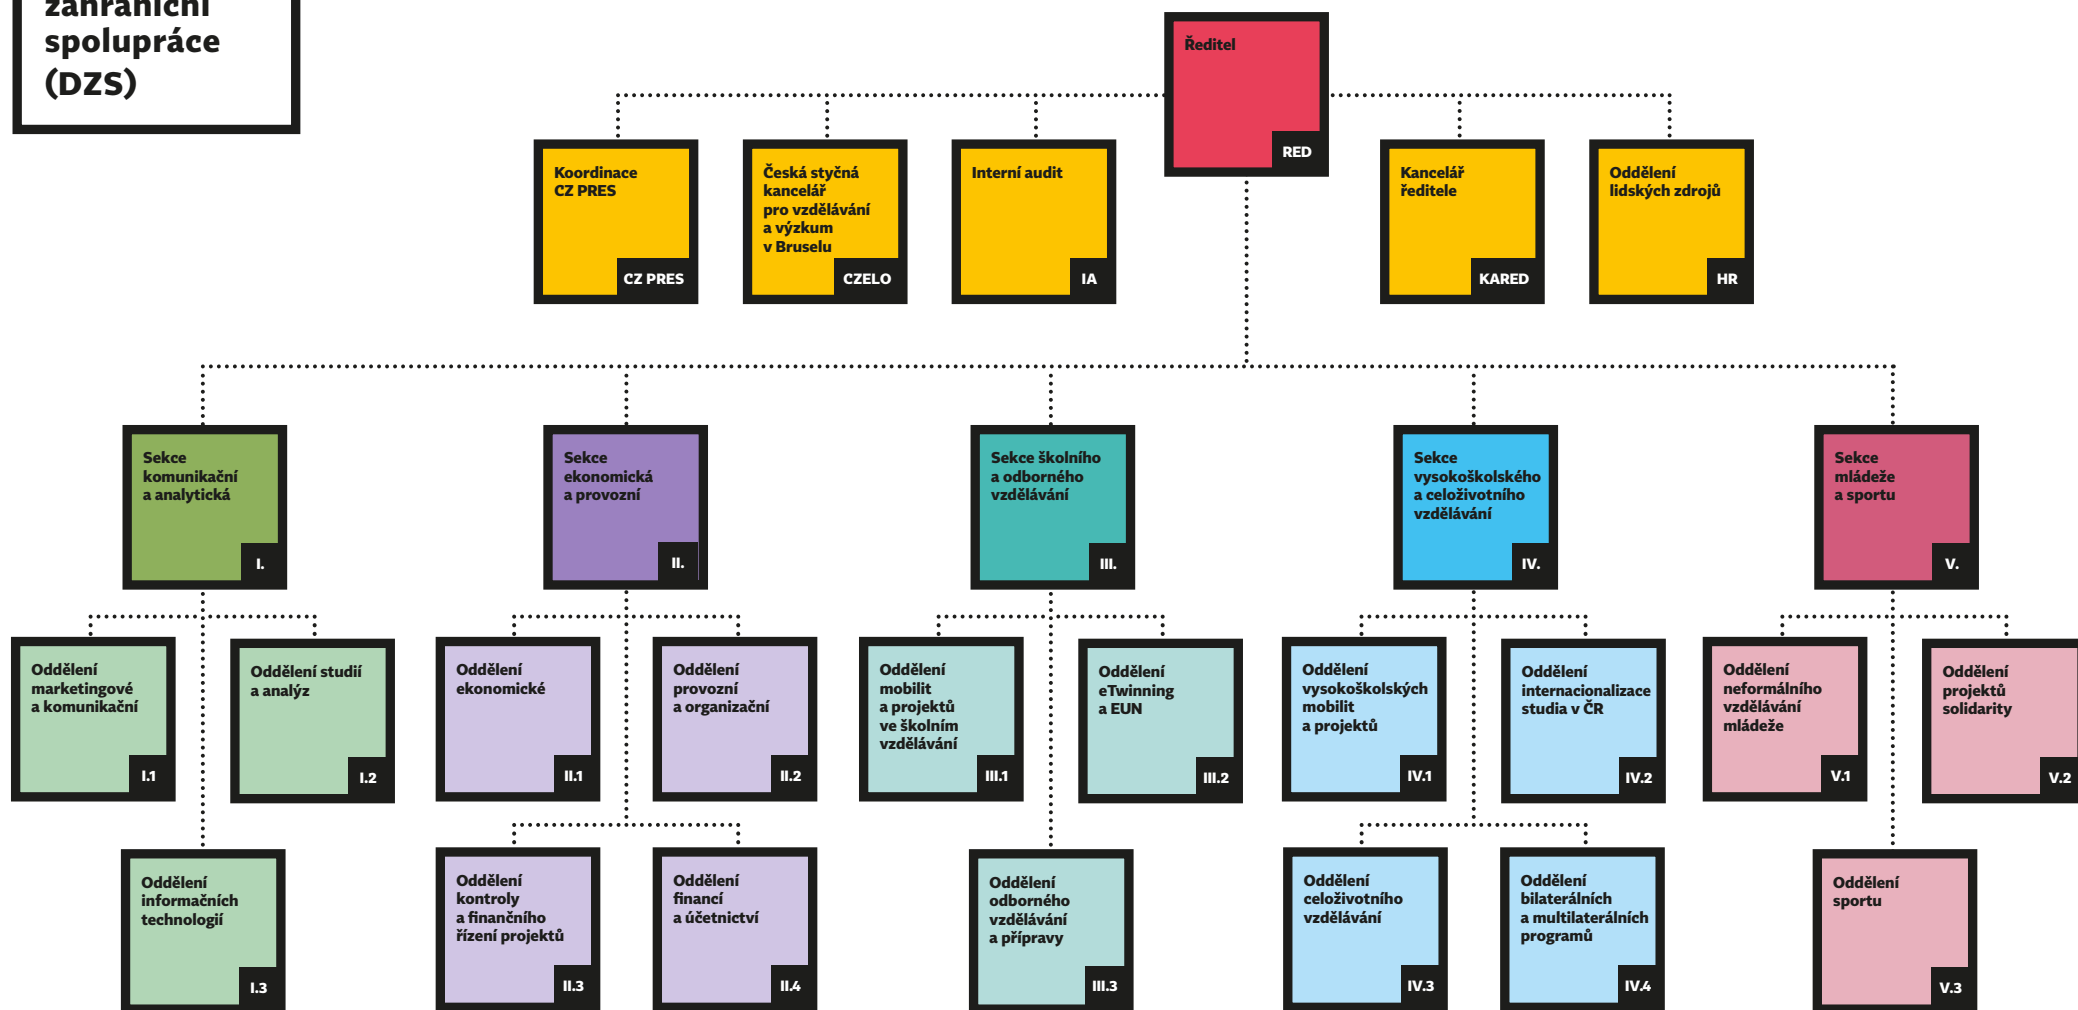 zahraniční
spolupráce
(DZS)
Ředitel
RED
Koordinace
CZ PRES
CZ PRES
Česká styčná
kancelář
pro vzdělávání
a výzkum
v Bruselu
CZELO
Interní audit
IA
Kancelář
ředitele
KARED
Oddělení
lidských zdrojů
HR
Sekce
komunikační
a analytická
I.
Sekce
ekonomická
a provozní
II.
Sekce školního
a odborného
vzdělávání
III.
Sekce
vysokoškolského
a celoživotního
vzdělávání
IV.
Sekce
mládeže
a sportu
V.
Oddělení
marketingové
a komunikační
I.1
Oddělení studií
a analýz
I.2
Oddělení
ekonomické
II.1
Oddělení
provozní
a organizační
II.2
Oddělení
mobilit
a projektů
ve školním
vzdělávání
III.1
Oddělení
eTwinning
a EUN
III.2
Oddělení
vysokoškolských
mobilit
a projektů
IV.1
Oddělení
internacionalizace
studia v ČR
IV.2
Oddělení
neformálního
vzdělávání
mládeže
V.1
Oddělení
projektů
solidarity
V.2
Oddělení
informačních
technologií
I.3
Oddělení
kontroly
a finančního
řízení projektů
II.3
Oddělení
financí
a účetnictví
II.4
Oddělení
odborného
vzdělávání
a přípravy
III.3
Oddělení
celoživotního
vzdělávání
IV.3
Oddělení
bilaterálních
a multilaterálních
programů
IV.4
Oddělení
sportu
V.3